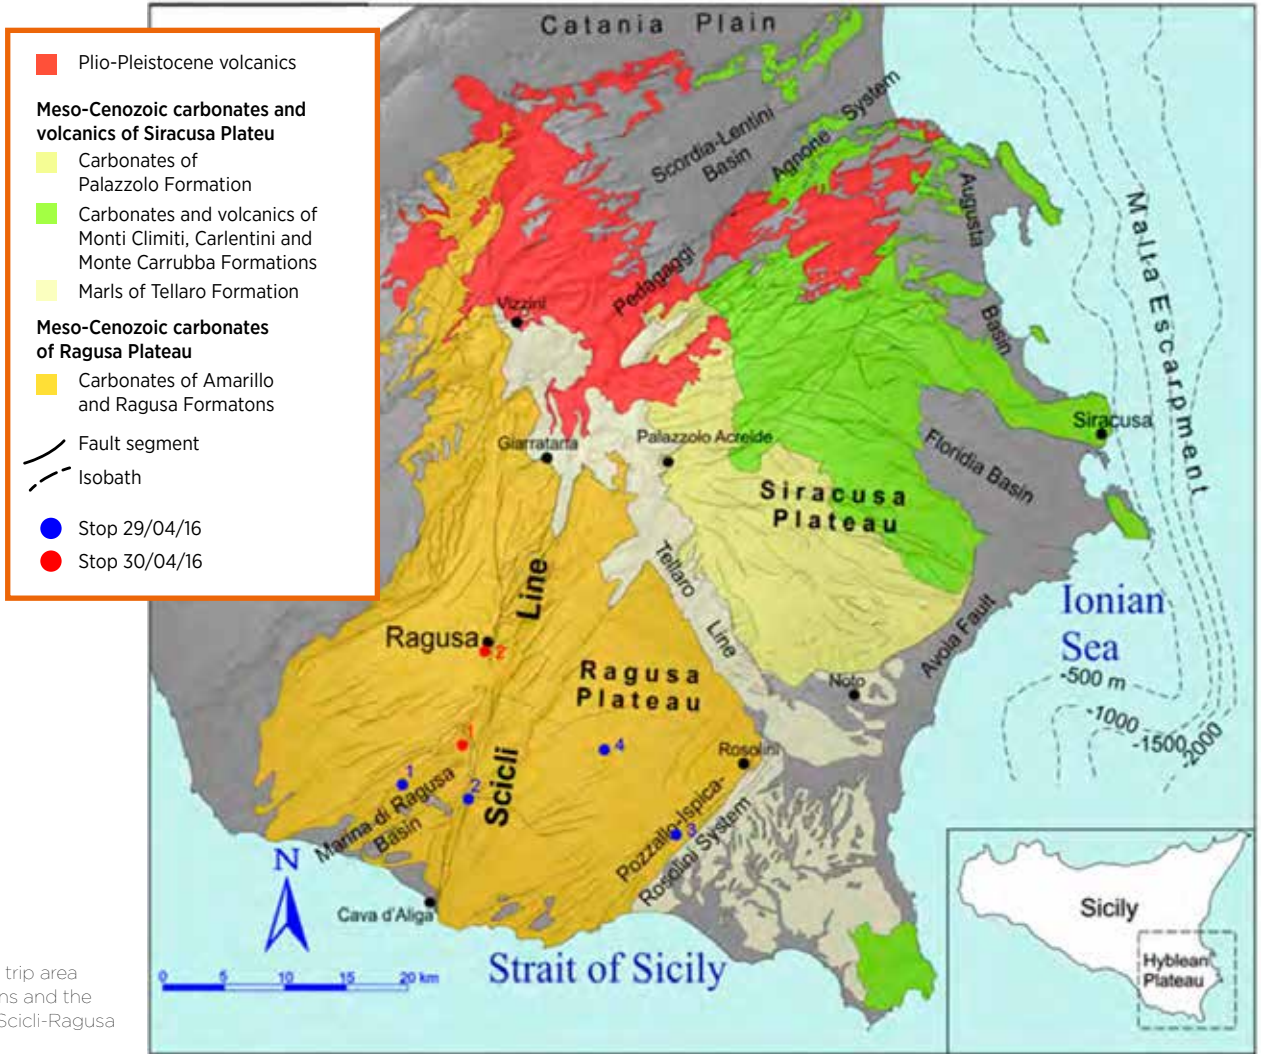 Plio-Pleistocene volcanics
Meso-Cenozoic carbonates and
volcanics of Siracusa Plateu
Carbonates of
Palazzolo Formation
Carbonates and volcanics of
Monti Climiti, Carlentini and
Monte Carrubba Formations
Marls of Tellaro Formation
Meso-Cenozoic carbonates
of Ragusa Plateau
Carbonates of Amarillo
and Ragusa Formatons
Fault segment
Isobath
Stop 29/04/16
Stop 30/04/16
Catania Plain
Scordia-Lentini
Basin
Agnone System
Augusta
Basin
Malta Escarpment
Pedagaggi
Vizzini
Giarratana
Palazzolo Acreide
Siracusa
Floridia Basin
Siracusa
Plateau
Tellaro
Line
Scicli
Line
Ragusa
2
Ragusa
Plateau
Ionian
Sea
Avola Fault
Noto
-500 m
-1000
-1500
-2000
1
1
2
4
Rosolini
3
Marina di Ragusa
Basin
Pozzallo-Ispica-
Rosolini System
N
Cava d'Aliga
0 5 10 15 20 km
Strait of Sicily
Sicily
Hyblean
Plateau
trip area
ns and the
Scicli-Ragusa